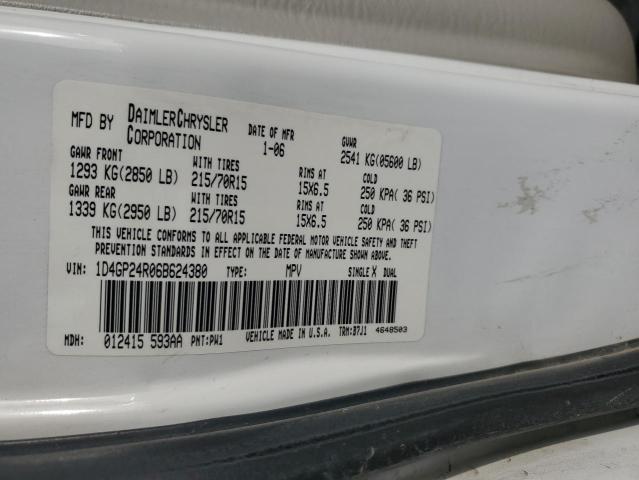 MFD BY DAIMLERCHRYSLER CORPORATION DATE OF MFR 1-06 GVWR 2541 KG(05600 LB)
GAWR FRONT WITH TIRES RIMS AT COLD
1293 KG(2850 LB) 215/70R15 15X6.5 250 KPA( 36 PSI)
GAWR REAR WITH TIRES RIMS AT COLD
1339 KG(2950 LB) 215/70R15 15X6.5 250 KPA( 36 PSI)
THIS VEHICLE CONFORMS TO ALL APPLICABLE FEDERAL MOTOR VEHICLE SAFETY AND THEFT
PREVENTION STANDARDS IN EFFECT ON THE DATE OF MANUFACTURE SHOWN ABOVE.
VIN: 1D4GP24R06B624380 TYPE: MPV SINGLE X DUAL
MDH: 012415 593AA PNT:PW1 VEHICLE MADE IN U.S.A. TRM:B7J1 4648503